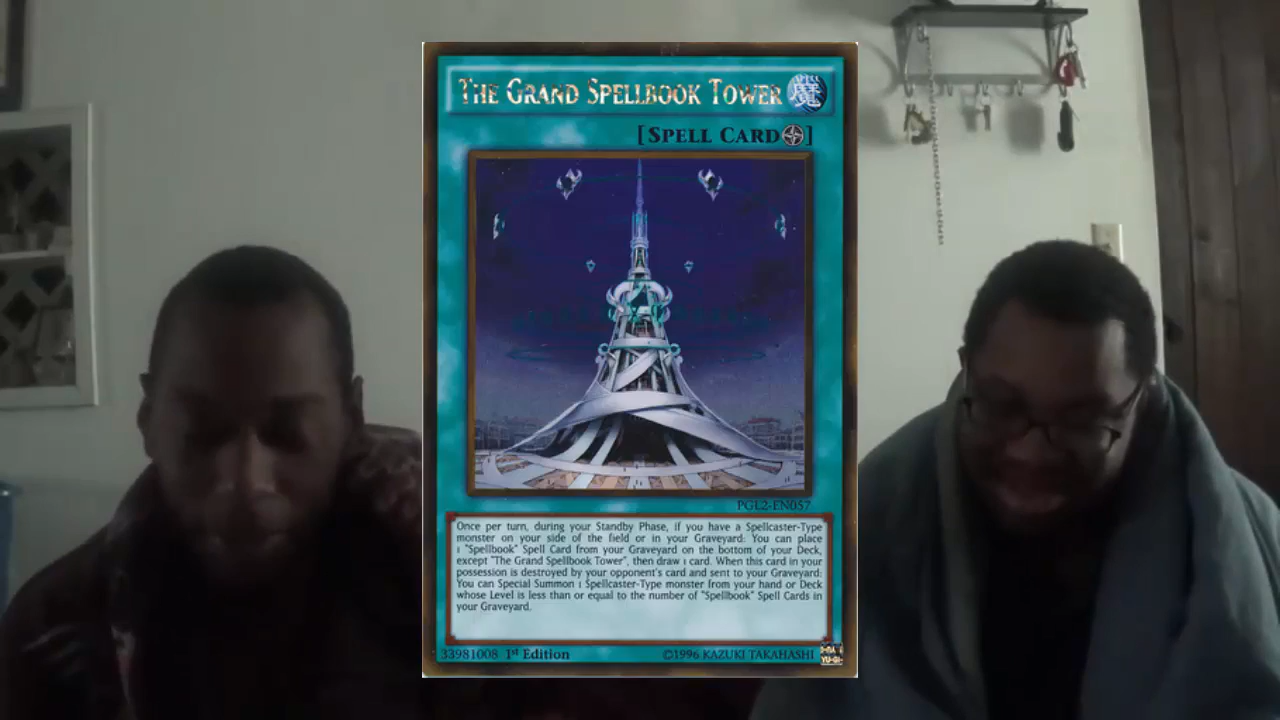 THE GRAND SPELLBOOK TOWER 魔
[SPELL CARD]
PGL2-EN057
Once per turn, during your Standby Phase, if you have a Spellcaster-Type
monster on your side of the field or in your Graveyard: You can place
1 "Spellbook" Spell Card from your Graveyard on the bottom of your Deck,
except "The Grand Spellbook Tower", then draw 1 card. When this card in your
possession is destroyed by your opponent's card and sent to your Graveyard:
You can Special Summon 1 Spellcaster-Type monster from your hand or Deck
whose Level is less than or equal to the number of "Spellbook" Spell Cards in
your Graveyard.
33981008 1st Edition ©1996 KAZUKI TAKAHASHI